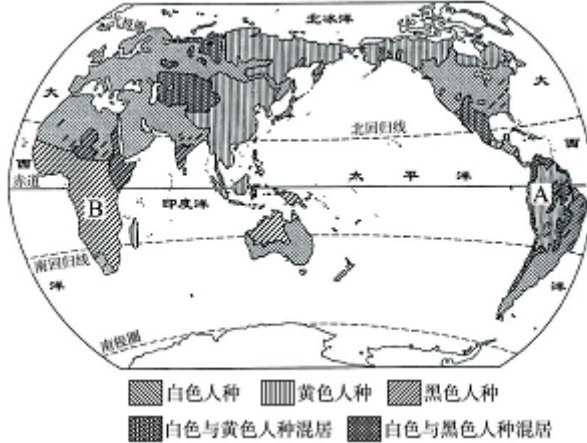 北极圈
北冰洋
大
大
北回归线
西
西
赤道
太平洋
A
B
印度洋
南回归线
洋
洋
南极圈
白色人种
黄色人种
黑色人种
白色与黄色人种混居
白色与黑色人种混居